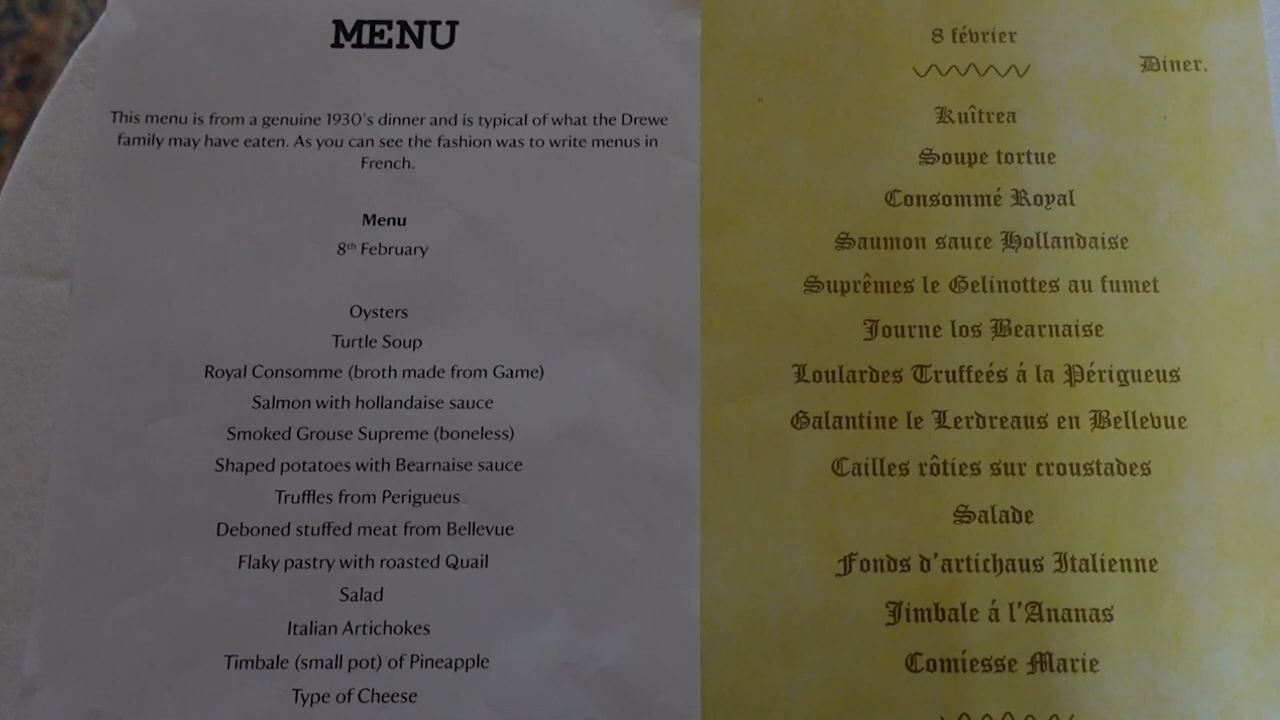 MENU
This menu is from a genuine 1930's dinner and is typical of what the Drewe
family may have eaten. As you can see the fashion was to write menus in
French.
Menu
8th February
Oysters
Turtle Soup
Royal Consomme (broth made from Game)
Salmon with hollandaise sauce
Smoked Grouse Supreme (boneless)
Shaped potatoes with Bearnaise sauce
Truffles from Perigueus
Deboned stuffed meat from Bellevue
Flaky pastry with roasted Quail
Salad
Italian Artichokes
Timbale (small pot) of Pineapple
Type of Cheese
8 février
Diner.
Kuîtrea
Soupe tortue
Consommé Royal
Saumon sauce Hollandaise
Suprêmes le Gelinottes au fumet
Journe los Bearnaise
Loulardes Truffeés á la Périgueus
Galantine le Lerdreaus en Bellevue
Cailles rôties sur croustades
Salade
Fonds d'artichaus Italienne
Jimbale á l'Ananas
Comiesse Marie